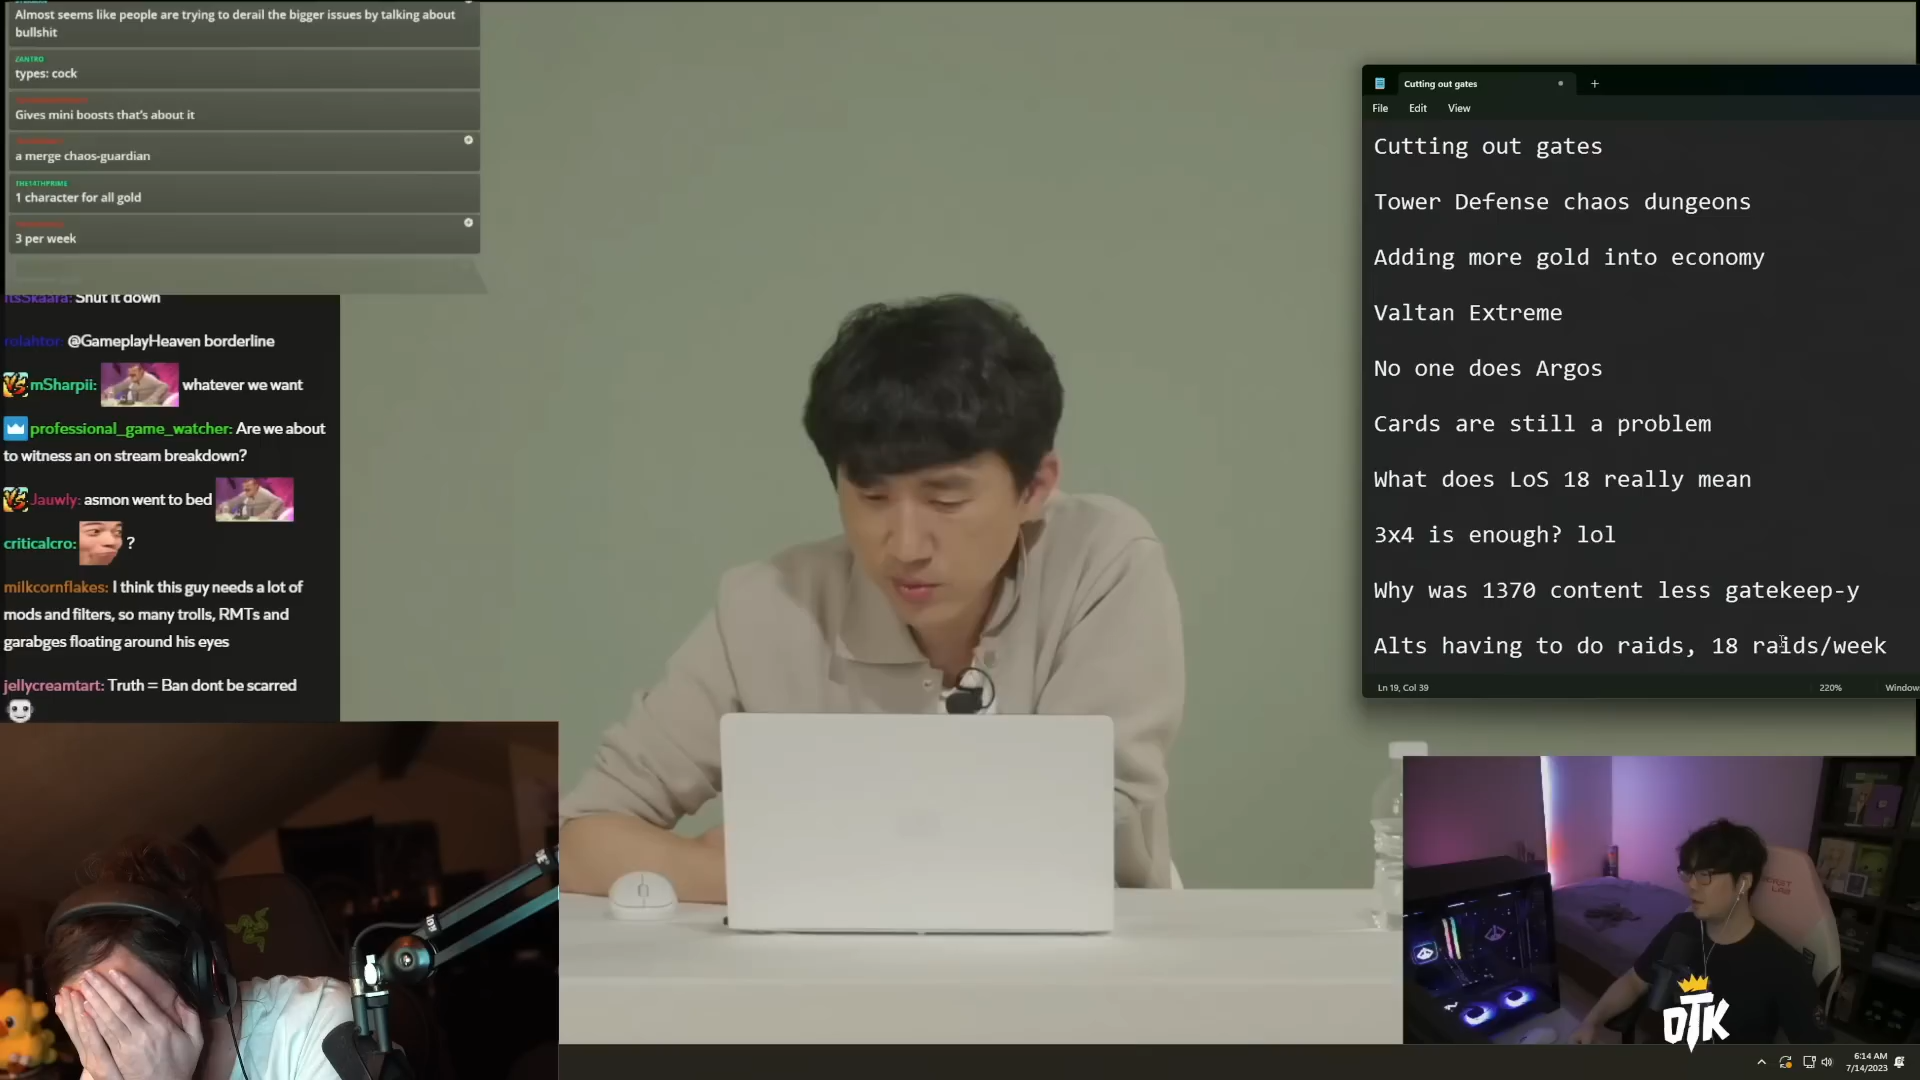 Almost seems like people are trying to derail the bigger issues by talking about
bullshit
ZANTRO
types: cock
Gives mini boosts that's about it
a merge chaos-guardian
THE14THPRIME
1 character for all gold
3 per week
ItsSkaara: Shut it down
rolahtor: @GameplayHeaven borderline
mSharpii: whatever we want
professional_game_watcher: Are we about
to witness an on stream breakdown?
Jauwly: asmon went to bed
criticalcro: ?
milkcornflakes: I think this guy needs a lot of
mods and filters, so many trolls, RMTs and
garabges floating around his eyes
jellycreamtart: Truth = Ban dont be scarred
Cutting out gates
File Edit View
Cutting out gates
Tower Defense chaos dungeons
Adding more gold into economy
Valtan Extreme
No one does Argos
Cards are still a problem
What does LoS 18 really mean
3x4 is enough? lol
Why was 1370 content less gatekeep-y
Alts having to do raids, 18 raids/week
Ln 19, Col 39
220%
Window
OTK
6:14 AM
7/14/2023